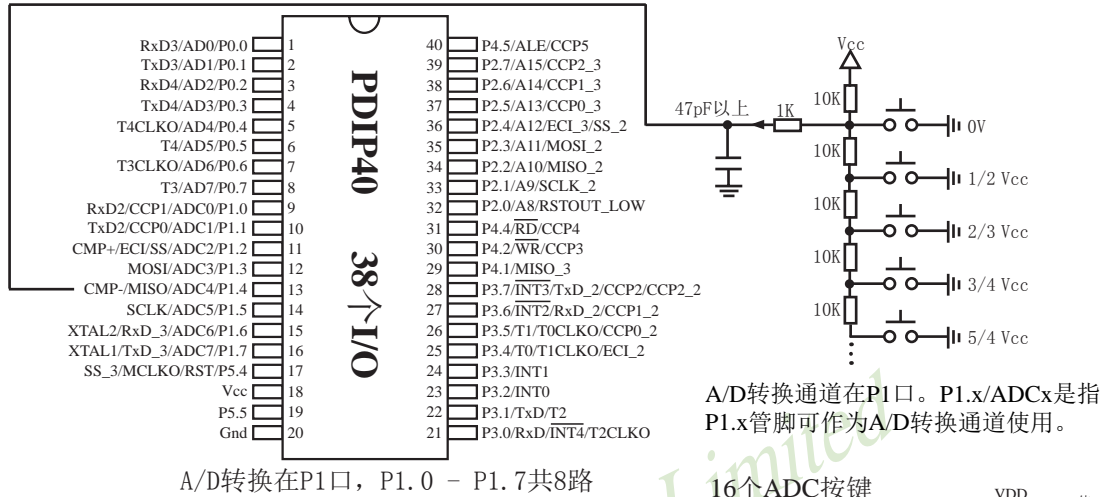 RxD3/AD0/P0.0 1
TxD3/AD1/P0.1 2
RxD4/AD2/P0.2 3
TxD4/AD3/P0.3 4
T4CLKO/AD4/P0.4 5
T4/AD5/P0.5 6
T3CLKO/AD6/P0.6 7
T3/AD7/P0.7 8
RxD2/CCP1/ADC0/P1.0 9
TxD2/CCP0/ADC1/P1.1 10
CMP+/ECI/SS/ADC2/P1.2 11
MOSI/ADC3/P1.3 12
CMP-/MISO/ADC4/P1.4 13
SCLK/ADC5/P1.5 14
XTAL2/RxD_3/ADC6/P1.6 15
XTAL1/TxD_3/ADC7/P1.7 16
SS_3/MCLKO/RST/P5.4 17
Vcc 18
P5.5 19
Gnd 20
PDIP40 38个I/O
40 P4.5/ALE/CCP5
39 P2.7/A15/CCP2_3
38 P2.6/A14/CCP1_3
37 P2.5/A13/CCP0_3
36 P2.4/A12/ECI_3/SS_2
35 P2.3/A11/MOSI_2
34 P2.2/A10/MISO_2
33 P2.1/A9/SCLK_2
32 P2.0/A8/RSTOUT_LOW
31 P4.4/RD/CCP4
30 P4.2/WR/CCP3
29 P4.1/MISO_3
28 P3.7/INT3/TxD_2/CCP2/CCP2_2
27 P3.6/INT2/RxD_2/CCP1_2
26 P3.5/T1/T0CLKO/CCP0_2
25 P3.4/T0/T1CLKO/ECI_2
24 P3.3/INT1
23 P3.2/INT0
22 P3.1/TxD/T2
21 P3.0/RxD/INT4/T2CLKO
A/D转换在P1口，P1.0 - P1.7共8路
Vcc
47pF以上
1K
10K
0V
10K
1/2 Vcc
10K
2/3 Vcc
10K
3/4 Vcc
10K
5/4 Vcc
A/D转换通道在P1口。P1.x/ADCx是指
P1.x管脚可作为A/D转换通道使用。
16个ADC按键
VDD
Limited